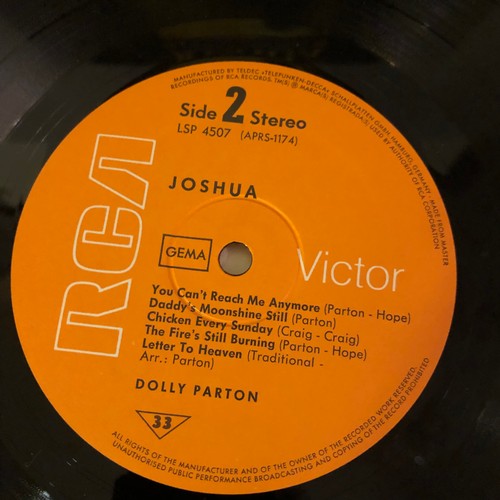 MANUFACTURED BY TELDEC »TELEFUNKEN-DECCA« SCHALLPLATTEN GMBH, HAMBURG, GERMANY - MADE FROM MASTER
RECORDINGS OF RCA RECORDS. TM(S) ® MARCA(S) REGISTRADA(S) USED BY AUTHORITY OF RCA CORPORATION
Side 2 Stereo
LSP 4507 (APRS-1174)
JOSHUA
RCA
GEMA
Victor
You Can't Reach Me Anymore (Parton - Hope)
Daddy's Moonshine Still (Parton)
Chicken Every Sunday (Craig - Craig)
The Fire's Still Burning (Parton - Hope)
Letter To Heaven (Traditional -
Arr.: Parton)
DOLLY PARTON
33
ALL RIGHTS OF THE MANUFACTURER AND OF THE OWNER OF THE RECORDED WORK RESERVED.
UNAUTHORISED PUBLIC PERFORMANCE BROADCASTING AND COPYING OF THE RECORD PROHIBITED.